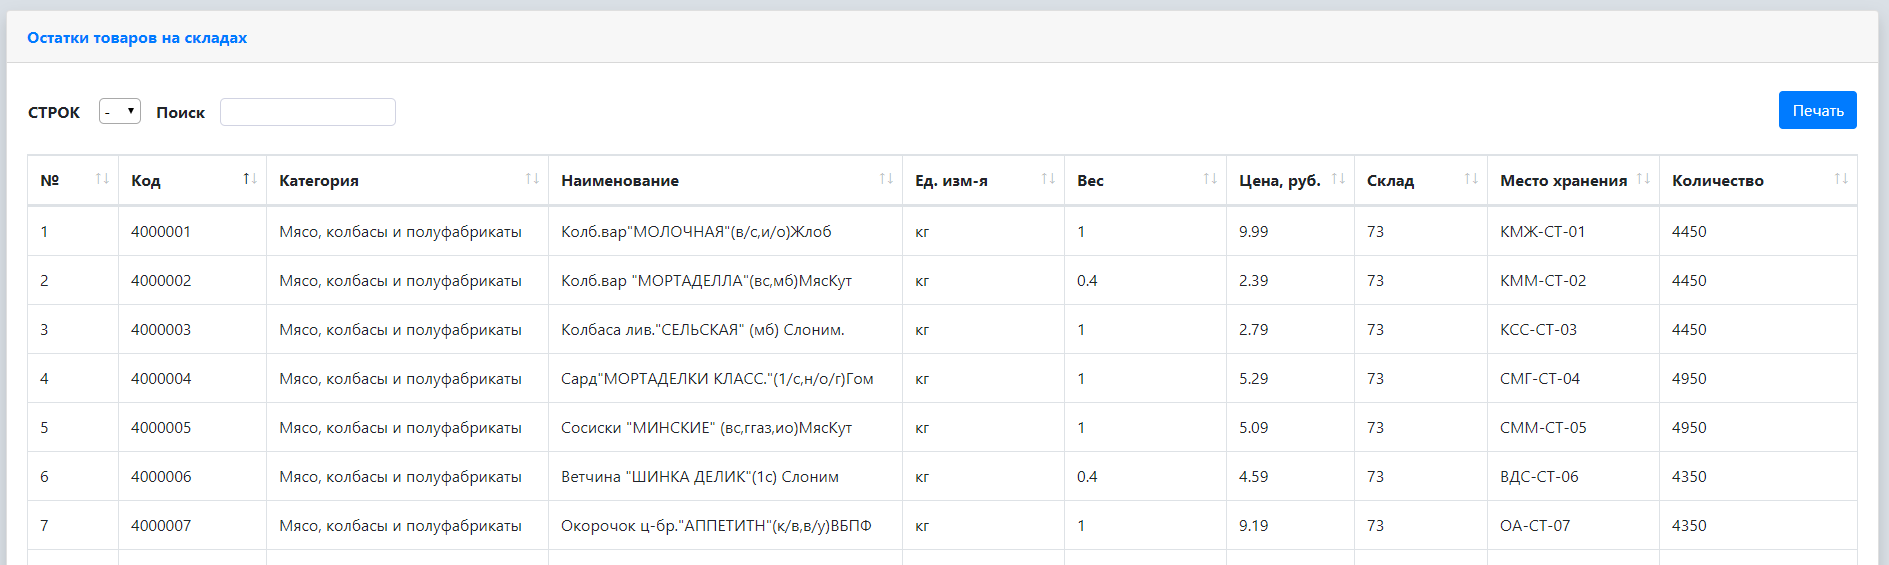 Остатки товаров на складах
СТРОК - Поиск Печать
№ Код Категория Наименование Ед. изм-я Вес Цена, руб. Склад Место хранения Количество
1 4000001 Мясо, колбасы и полуфабрикаты Колб.вар"МОЛОЧНАЯ"(в/с,и/о)Жлоб кг 1 9.99 73 КМЖ-СТ-01 4450
2 4000002 Мясо, колбасы и полуфабрикаты Колб.вар "МОРТАДЕЛЛА"(вс,мб)МясКут кг 0.4 2.39 73 КММ-СТ-02 4450
3 4000003 Мясо, колбасы и полуфабрикаты Колбаса лив."СЕЛЬСКАЯ" (мб) Слоним. кг 1 2.79 73 КСС-СТ-03 4450
4 4000004 Мясо, колбасы и полуфабрикаты Сард"МОРТАДЕЛКИ КЛАСС."(1/с,н/о/г)Гом кг 1 5.29 73 СМГ-СТ-04 4950
5 4000005 Мясо, колбасы и полуфабрикаты Сосиски "МИНСКИЕ" (вс,ггаз,ио)МясКут кг 1 5.09 73 СММ-СТ-05 4950
6 4000006 Мясо, колбасы и полуфабрикаты Ветчина "ШИНКА ДЕЛИК"(1с) Слоним кг 0.4 4.59 73 ВДС-СТ-06 4350
7 4000007 Мясо, колбасы и полуфабрикаты Окорочок ц-бр."АППЕТИТН"(к/в,в/у)ВБПФ кг 1 9.19 73 ОА-СТ-07 4350